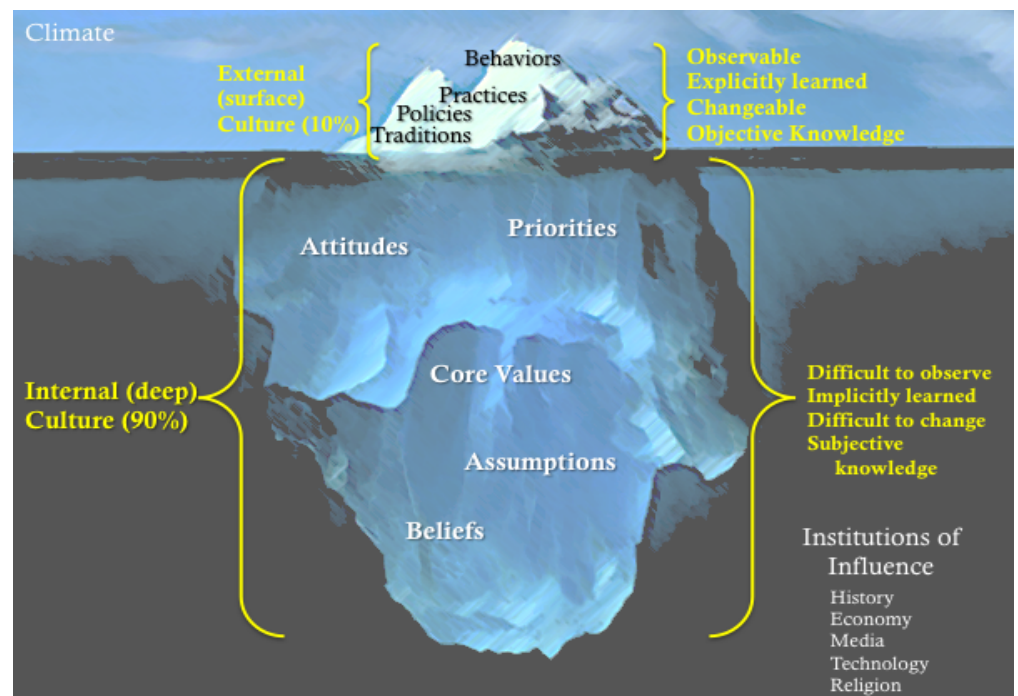 Climate
External
(surface)
Culture (10%)
Behaviors
Practices
Policies
Traditions
Observable
Explicitly learned
Changeable
Objective Knowledge
Attitudes
Priorities
Core Values
Assumptions
Beliefs
Internal (deep)
Culture (90%)
Difficult to observe
Implicitly learned
Difficult to change
Subjective
knowledge
Institutions of
Influence
History
Economy
Media
Technology
Religion